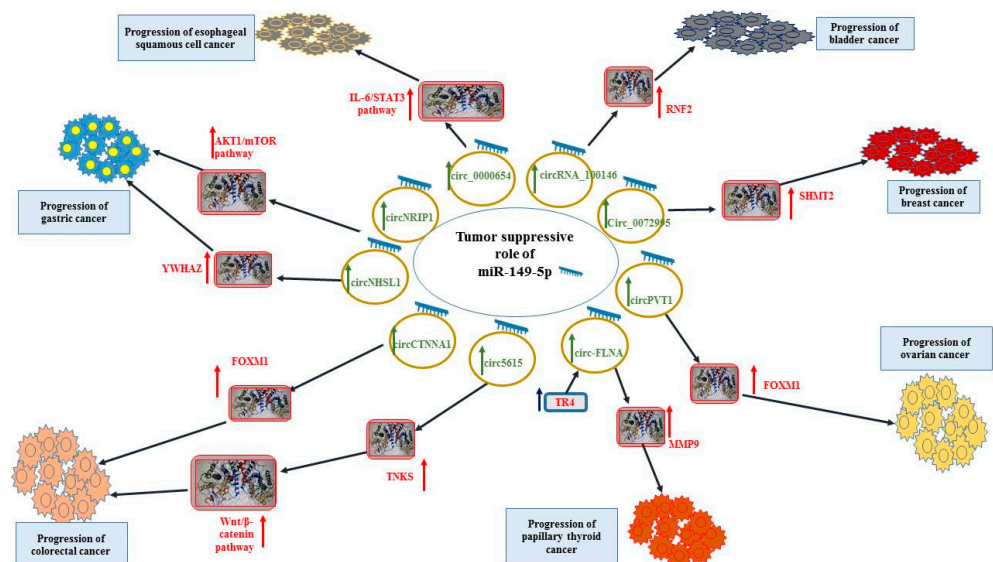 Progression of esophageal
squamous cell cancer
Progression of
bladder cancer
IL-6/STAT3
pathway
RNF2
AKT1/mTOR
pathway
circ_0000654
circRNA_100146
Progression of
gastric cancer
circNRIP1
Circ_0072995
SHMT2
Progression of
breast cancer
Tumor suppressive
role of
miR-149-5p
YWHAZ
circNHSL1
circPVT1
circCTNNA1
circ5615
circ-FLNA
Progression of
ovarian cancer
FOXM1
FOXM1
TR4
MMP9
TNKS
Wnt/β-
catenin
pathway
Progression of
colorectal cancer
Progression of
papillary thyroid
cancer